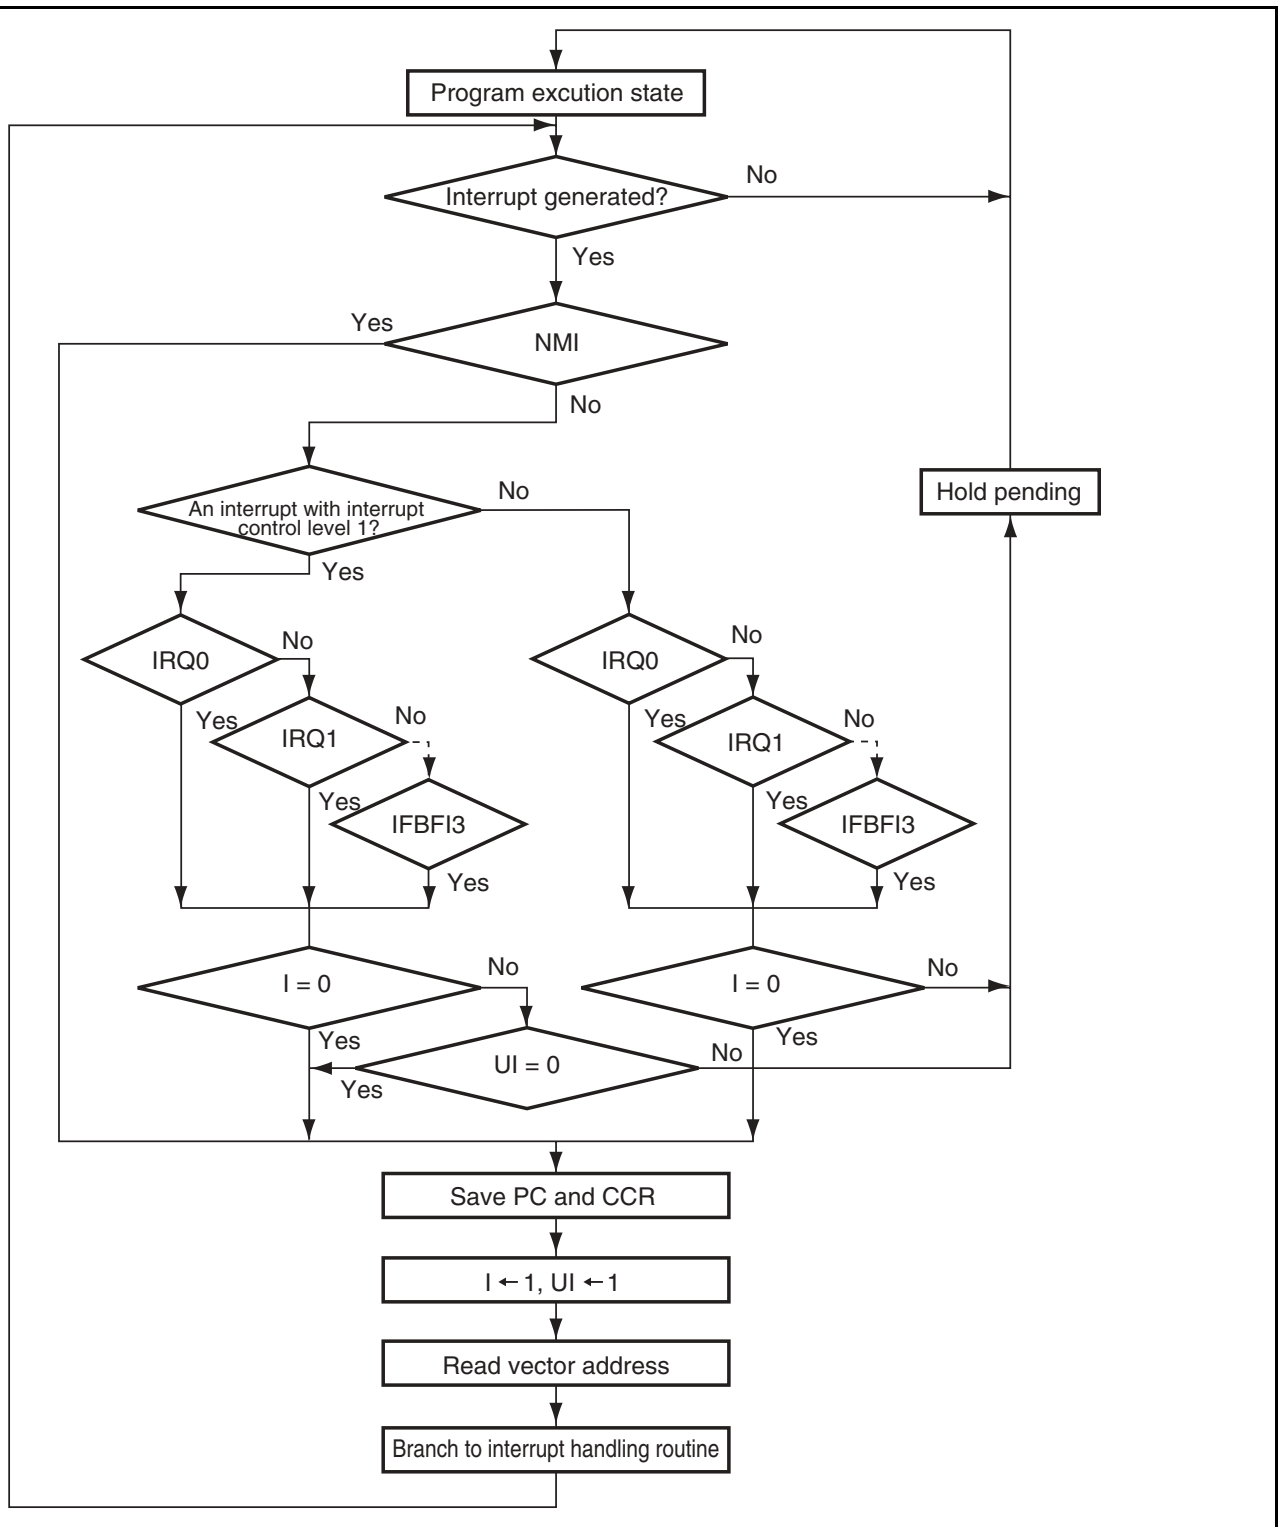 Program excution state
Interrupt generated?
No
Yes
NMI
Yes
No
An interrupt with interrupt
control level 1?
No
Yes
Hold pending
IRQ0
No
Yes
IRQ1
No
Yes
IFBFI3
Yes
IRQ0
No
Yes
IRQ1
No
Yes
IFBFI3
Yes
I = 0
No
Yes
UI = 0
No
Yes
I = 0
No
Yes
Save PC and CCR
I ← 1, UI ← 1
Read vector address
Branch to interrupt handling routine